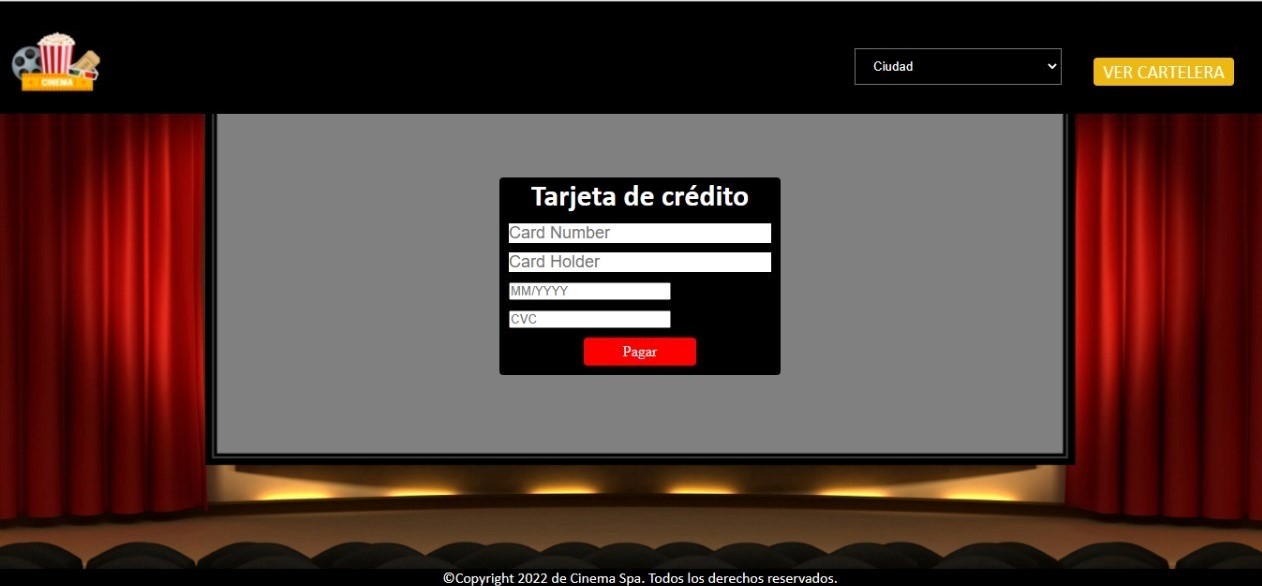 CINEMA
Ciudad
VER CARTELERA
Tarjeta de crédito
Card Number
Card Holder
MM/YYYY
CVC
Pagar
©Copyright 2022 de Cinema Spa. Todos los derechos reservados.